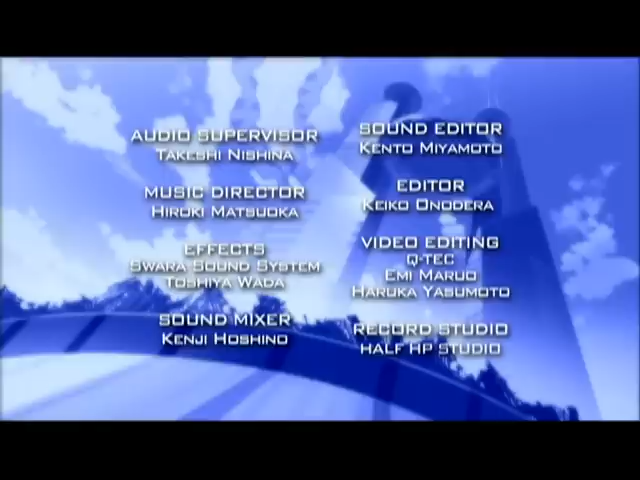 AUDIO SUPERVISOR
TAKESHI NISHINA
MUSIC DIRECTOR
HIROKI MATSUOKA
EFFECTS
SWARA SOUND SYSTEM
TOSHIYA WADA
SOUND MIXER
KENJI HOSHINO
SOUND EDITOR
KENTO MIYAMOTO
EDITOR
KEIKO ONODERA
VIDEO EDITING
Q-TEC
EMI MARUO
HARUKA YASUMOTO
RECORD STUDIO
HALF HP STUDIO